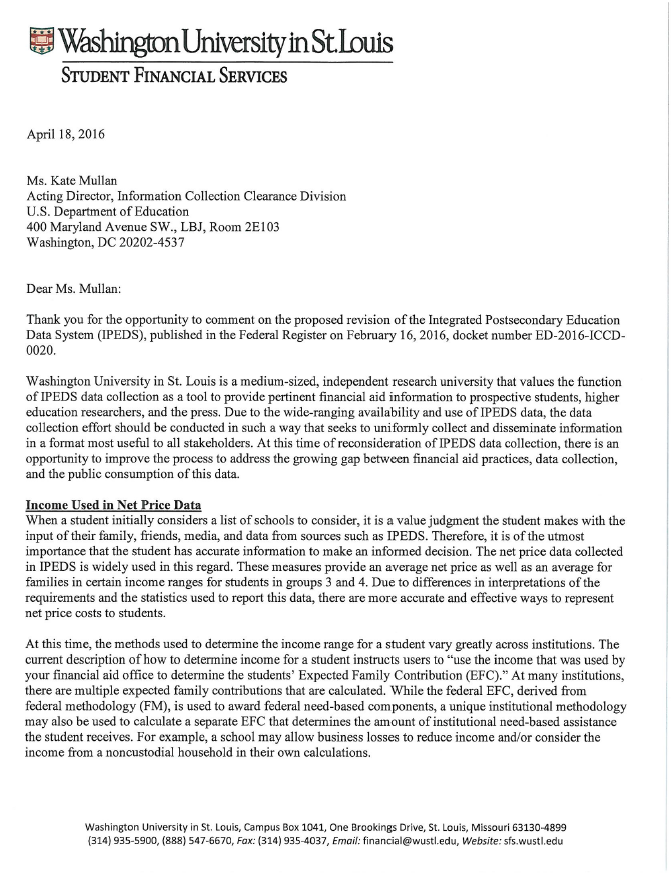 Washington University in St. Louis
STUDENT FINANCIAL SERVICES
April 18, 2016
Ms. Kate Mullan
Acting Director, Information Collection Clearance Division
U.S. Department of Education
400 Maryland Avenue SW., LBJ, Room 2E103
Washington, DC 20202-4537
Dear Ms. Mullan:
Thank you for the opportunity to comment on the proposed revision of the Integrated Postsecondary Education
Data System (IPEDS), published in the Federal Register on February 16, 2016, docket number ED-2016-ICCD-
0020.
Washington University in St. Louis is a medium-sized, independent research university that values the function
of IPEDS data collection as a tool to provide pertinent financial aid information to prospective students, higher
education researchers, and the press. Due to the wide-ranging availability and use of IPEDS data, the data
collection effort should be conducted in such a way that seeks to uniformly collect and disseminate information
in a format most useful to all stakeholders. At this time of reconsideration of IPEDS data collection, there is an
opportunity to improve the process to address the growing gap between financial aid practices, data collection,
and the public consumption of this data.
Income Used in Net Price Data
When a student initially considers a list of schools to consider, it is a value judgment the student makes with the
input of their family, friends, media, and data from sources such as IPEDS. Therefore, it is of the utmost
importance that the student has accurate information to make an informed decision. The net price data collected
in IPEDS is widely used in this regard. These measures provide an average net price as well as an average for
families in certain income ranges for students in groups 3 and 4. Due to differences in interpretations of the
requirements and the statistics used to report this data, there are more accurate and effective ways to represent
net price costs to students.
At this time, the methods used to determine the income range for a student vary greatly across institutions. The
current description of how to determine income for a student instructs users to “use the income that was used by
your financial aid office to determine the students’ Expected Family Contribution (EFC).” At many institutions,
there are multiple expected family contributions that are calculated. While the federal EFC, derived from
federal methodology (FM), is used to award federal need-based components, a unique institutional methodology
may also be used to calculate a separate EFC that determines the amount of institutional need-based assistance
the student receives. For example, a school may allow business losses to reduce income and/or consider the
income from a noncustodial household in their own calculations.
Washington University in St. Louis, Campus Box 1041, One Brookings Drive, St. Louis, Missouri 63130-4899
(314) 935-5900, (888) 547-6670, Fax: (314) 935-4037, Email: financial@wustl.edu, Website: sfs.wustl.edu